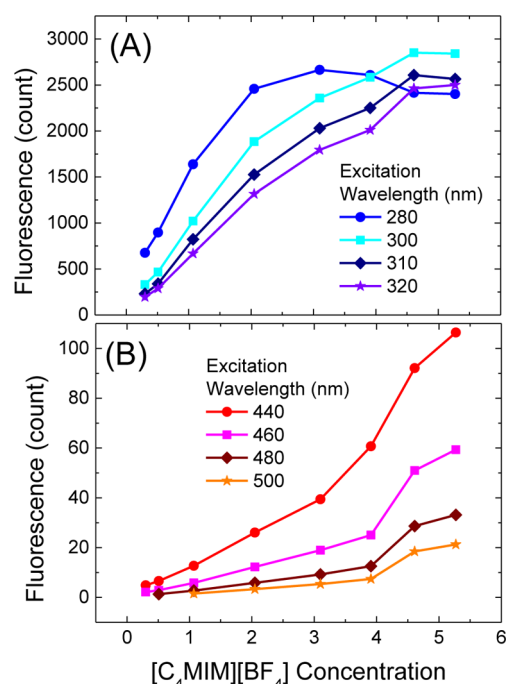 (A)
Fluorescence (count)
3000
2500
2000
1500
1000
500
0
Excitation
Wavelength (nm)
280
300
310
320
(B)
Fluorescence (count)
100
80
60
40
20
0
Excitation
Wavelength (nm)
440
460
480
500
0 1 2 3 4 5 6
[C₄MIM][BF₄] Concentration